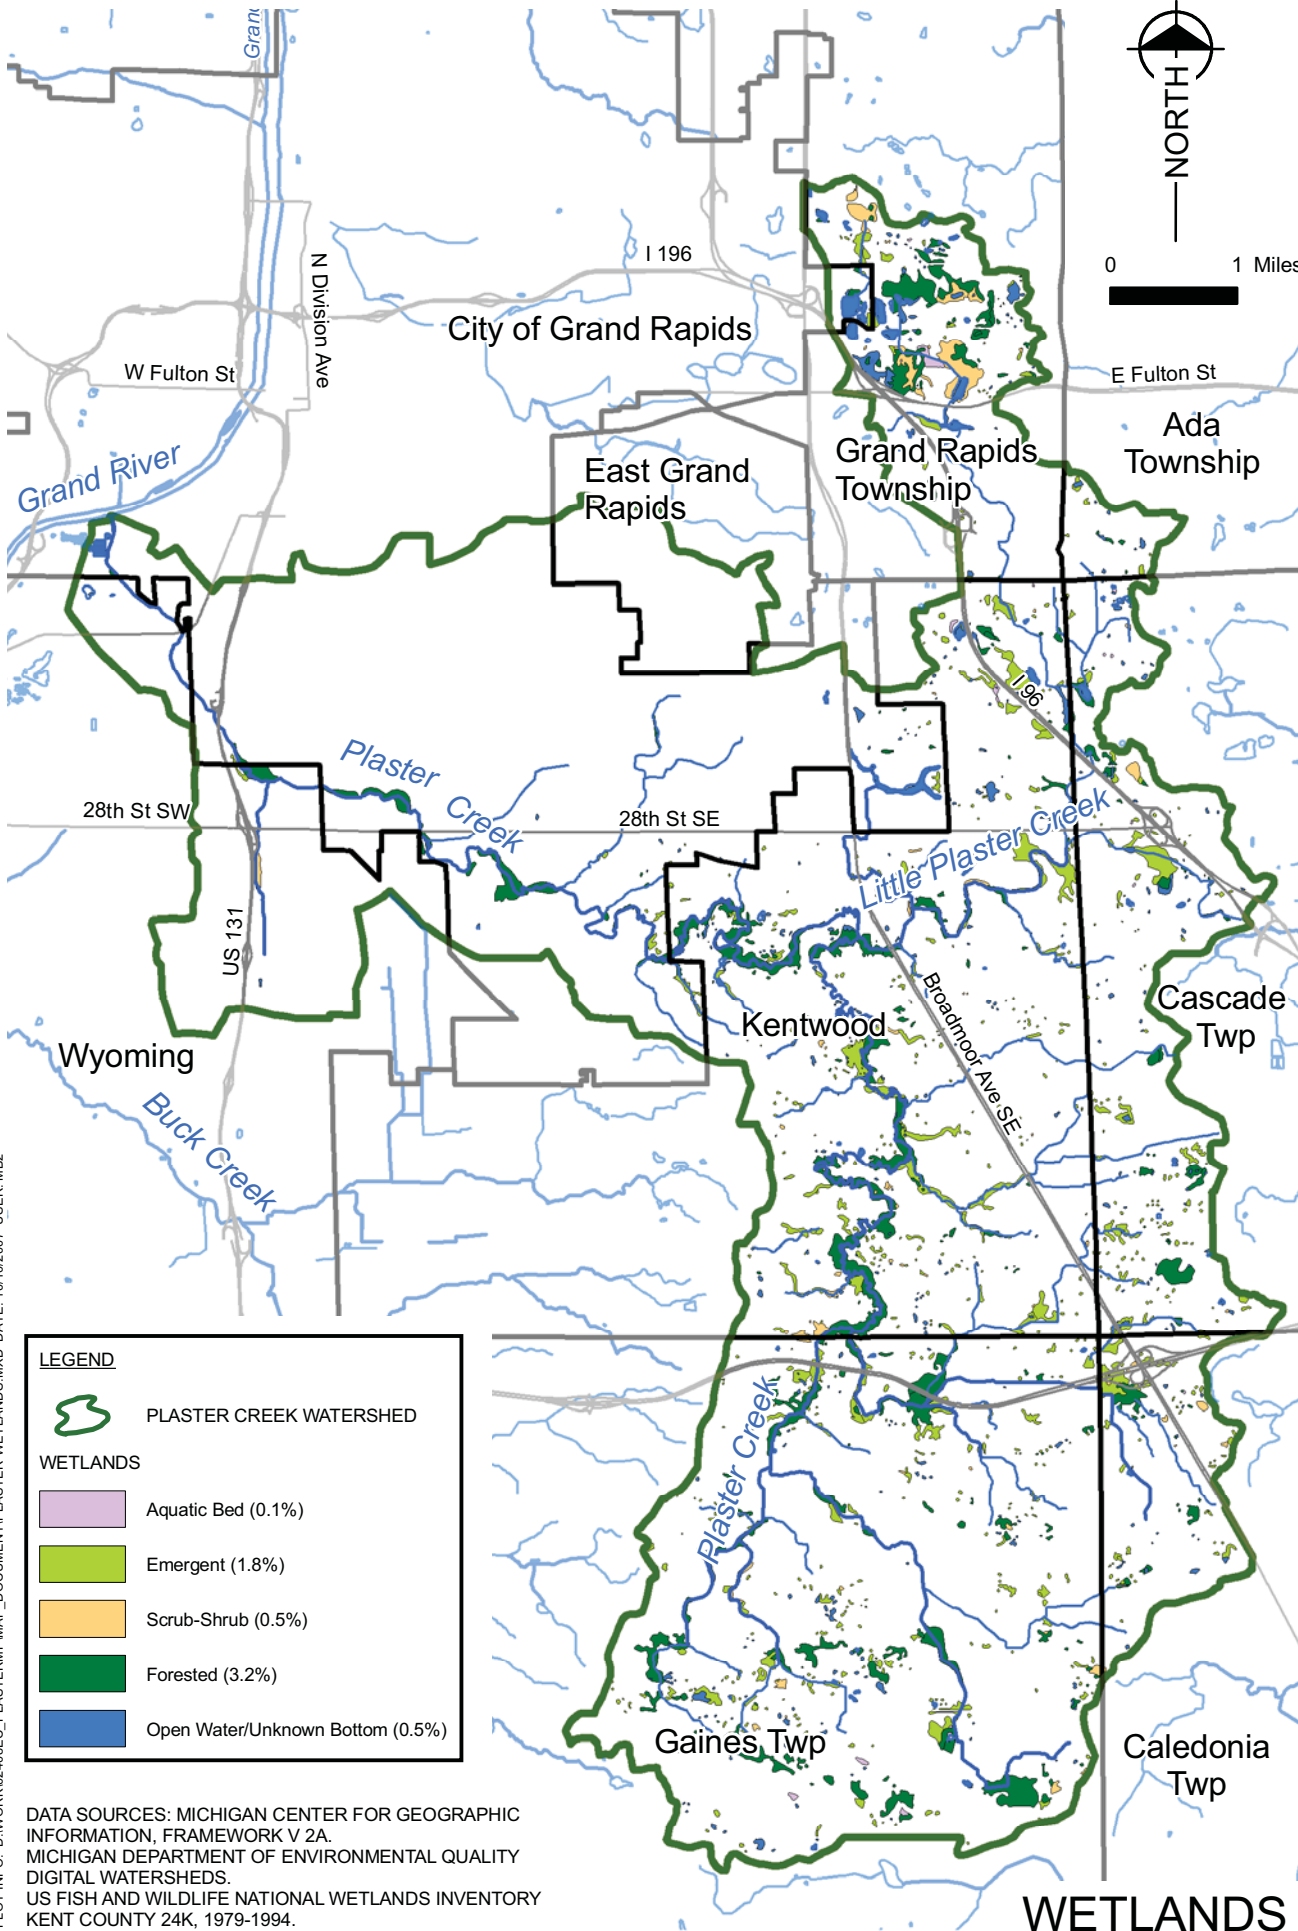 Grand
NORTH
0 1 Miles
I 196
N Division Ave
City of Grand Rapids
W Fulton St
E Fulton St
Ada
Township
Grand River
East Grand
Rapids
Grand Rapids
Township
I 96
Plaster
Creek
28th St SW
28th St SE
Little Plaster Creek
US 131
Broadmoor Ave SE
Cascade
Twp
Kentwood
Wyoming
Buck Creek
LEGEND
PLASTER CREEK WATERSHED
WETLANDS
Aquatic Bed (0.1%)
Emergent (1.8%)
Scrub-Shrub (0.5%)
Forested (3.2%)
Open Water/Unknown Bottom (0.5%)
Plaster Creek
Gaines Twp
Caledonia
Twp
DATA SOURCES: MICHIGAN CENTER FOR GEOGRAPHIC
INFORMATION, FRAMEWORK V 2A.
MICHIGAN DEPARTMENT OF ENVIRONMENTAL QUALITY
DIGITAL WATERSHEDS.
US FISH AND WILDLIFE NATIONAL WETLANDS INVENTORY
KENT COUNTY 24K, 1979-1994.
WETLANDS